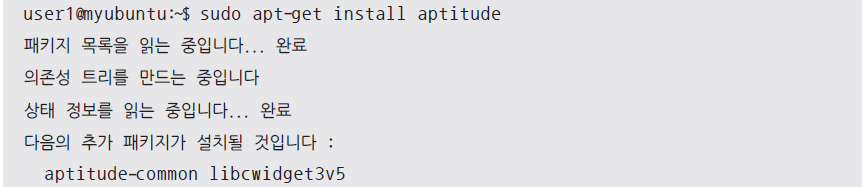 user1@myubuntu:~$ sudo apt-get install aptitude
패키지 목록을 읽는 중입니다... 완료
의존성 트리를 만드는 중입니다
상태 정보를 읽는 중입니다... 완료
다음의 추가 패키지가 설치될 것입니다 :
aptitude-common libcwidget3v5